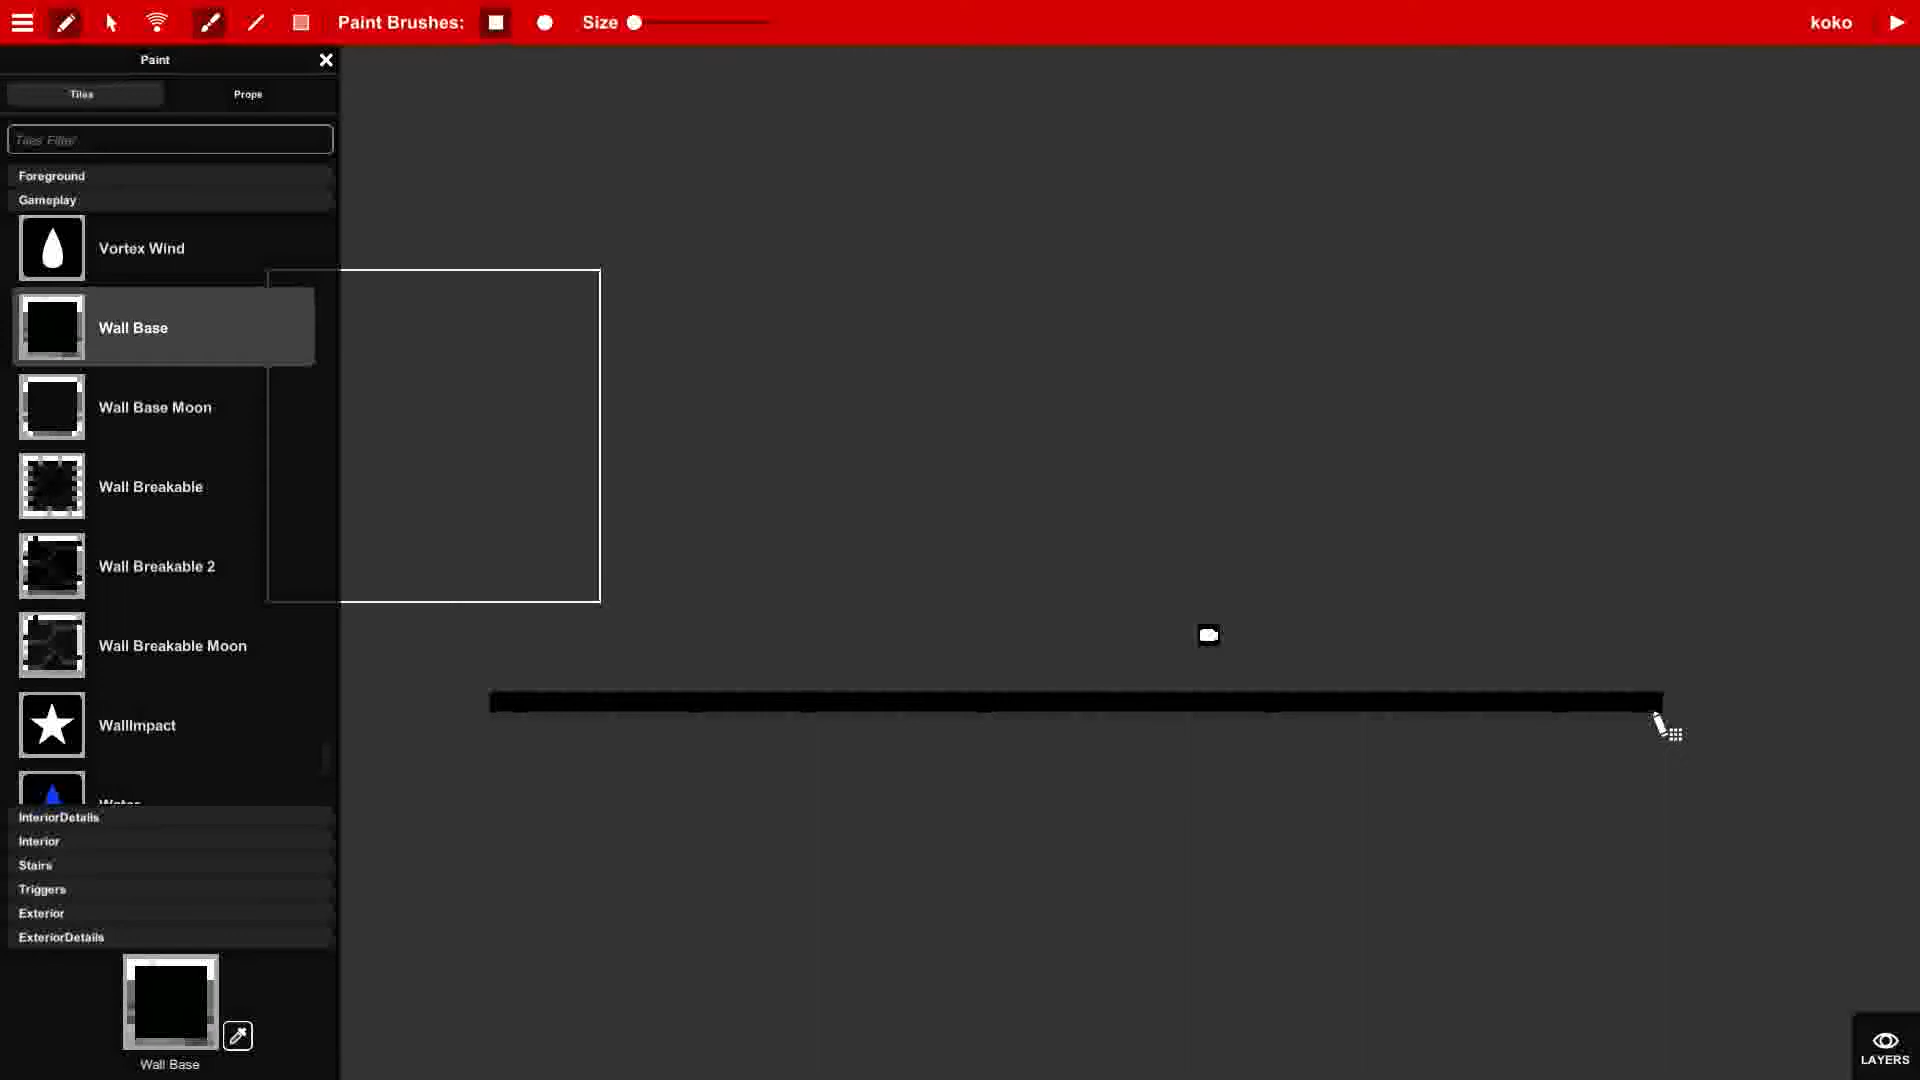 Paint Brushes:
Size
koko
Paint
Tiles
Props
Tiles Filter
Foreground
Gameplay
Vortex Wind
Wall Base
Wall Base Moon
Wall Breakable
Wall Breakable 2
Wall Breakable Moon
WallImpact
Water
InteriorDetails
Interior
Stairs
Triggers
Exterior
ExteriorDetails
Wall Base
LAYERS